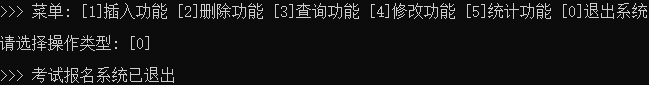 >>> 菜单: [1]插入功能 [2]删除功能 [3]查询功能 [4]修改功能 [5]统计功能 [0]退出系统
请选择操作类型: [0]
>>> 考试报名系统已退出